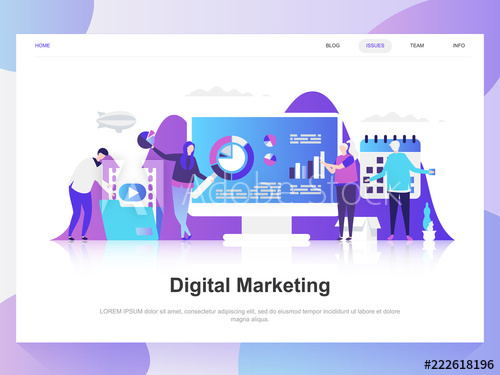 HOME
BLOG
ISSUES
TEAM
INFO
Adobe Stock
Digital Marketing
LOREM IPSUM DOLOR SIT AMET, CONSECTETUR ADIPISCING ELIT, SED DO EIUSMOD TEMPOR INCIDIDUNT UT LABORE ET DOLORE
MAGNA ALIQUA.
#222618196